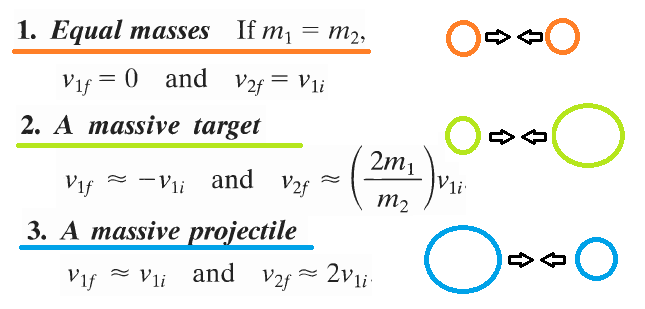 1. Equal masses If m₁ = m₂,
v₁f = 0 and v₂f = v₁i
2. A massive target
v₁f ≈ −v₁i and v₂f ≈ (2m₁/m₂)v₁i.
3. A massive projectile
v₁f ≈ v₁i and v₂f ≈ 2v₁i.